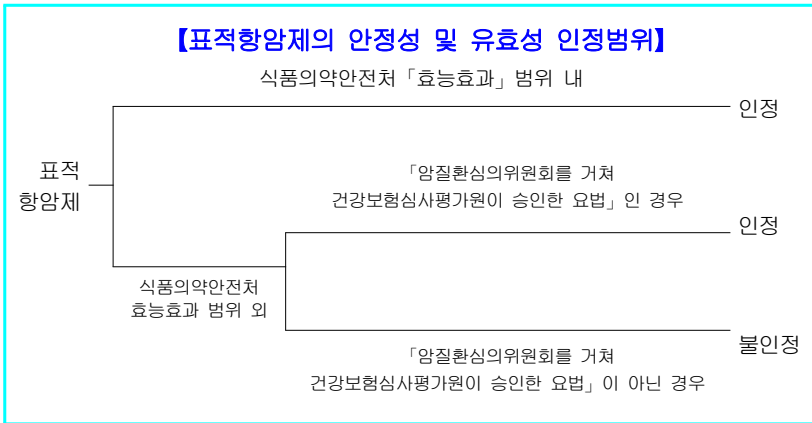 【표적항암제의 안정성 및 유효성 인정범위】
식품의약안전처「효능효과」범위 내
인정
표적
항암제
「암질환심의위원회를 거쳐
건강보험심사평가원이 승인한 요법」인 경우
인정
식품의약안전처
효능효과 범위 외
불인정
「암질환심의위원회를 거쳐
건강보험심사평가원이 승인한 요법」이 아닌 경우